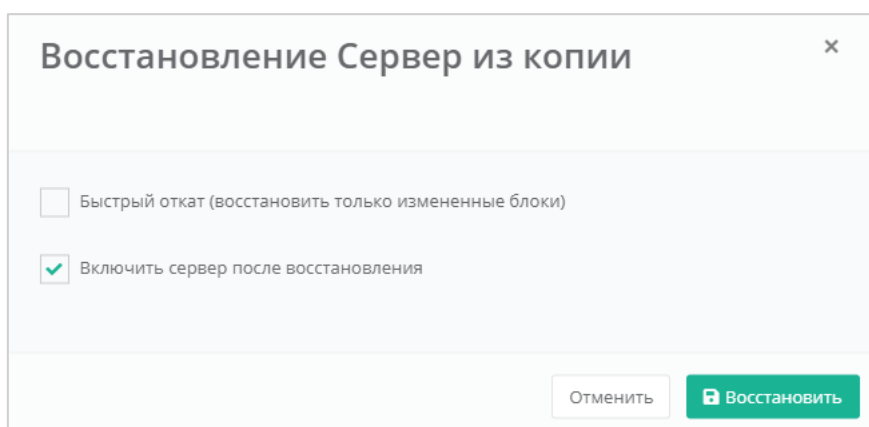 Восстановление Сервер из копии
×
Быстрый откат (восстановить только измененные блоки)
Включить сервер после восстановления
Отменить
Восстановить